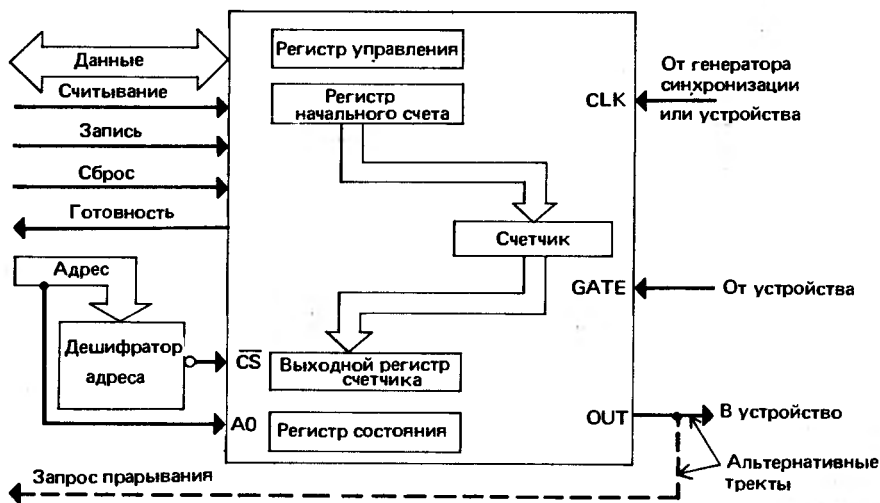 Данные
Считывание
Запись
Сброс
Готовность
Адрес
Дешифратор
адреса
Регистр управления
Регистр
начального счета
Счетчик
Выходной регистр
счетчика
Регистр состояния
CS
A0
CLK
GATE
OUT
От генератора
синхронизации
или устройства
От устройства
В устройство
Альтернативные
тректы
Запрос прарывания